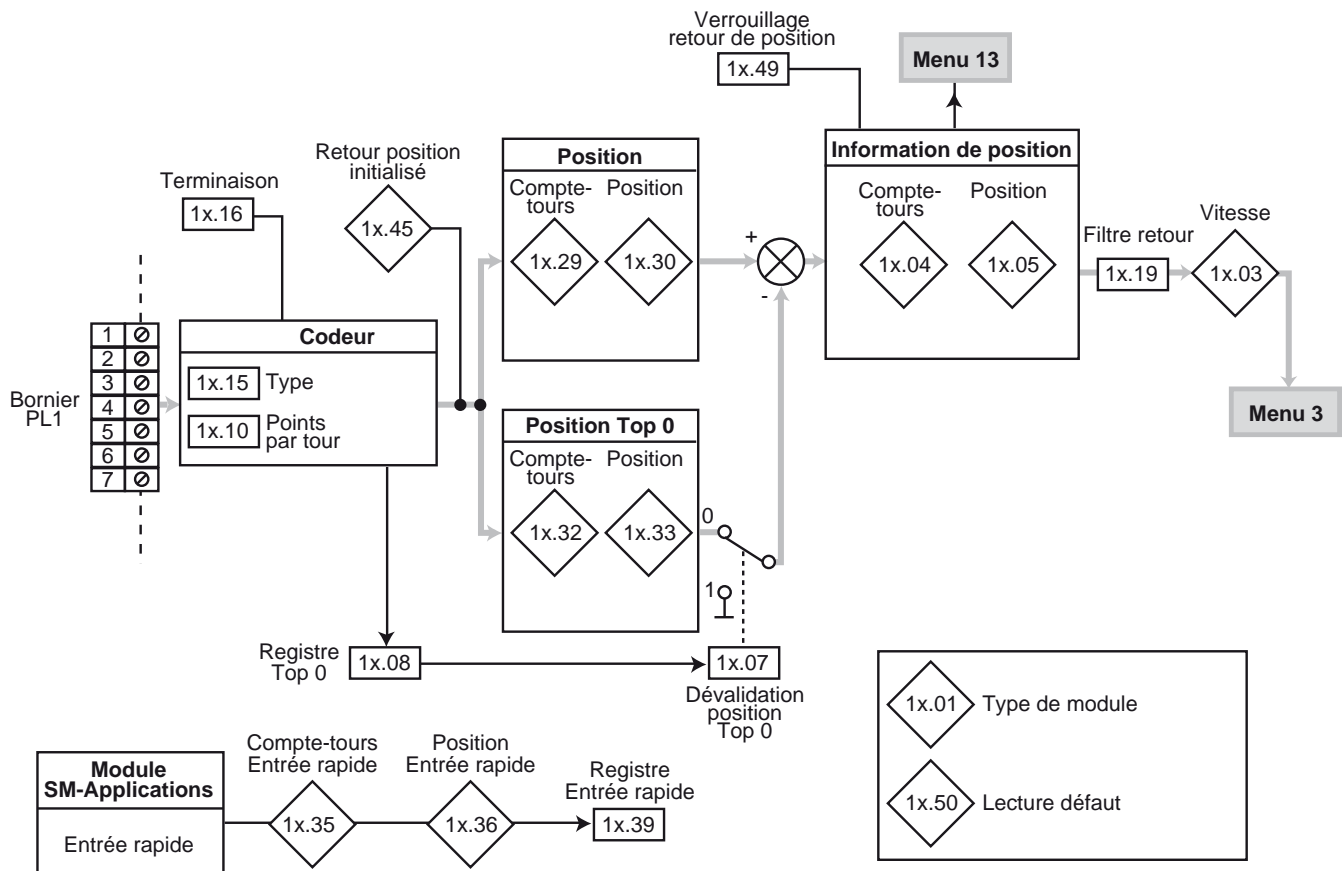 Verrouillage
retour de position
1x.49
Menu 13
Retour position
initialisé
1x.45
Terminaison
1x.16
Position
Compte-
tours
Position
1x.29
1x.30
+
-
Information de position
Compte-
tours
Position
1x.04
1x.05
Filtre retour
1x.19
Vitesse
1x.03
Menu 3
Bornier
PL1
1
2
3
4
5
6
7
Codeur
1x.15 Type
1x.10 Points
par tour
Position Top 0
Compte-
tours
Position
1x.32
1x.33
0
1
Registre
Top 0
1x.08
1x.07
Dévalidation
position
Top 0
1x.01 Type de module
1x.50 Lecture défaut
Module
SM-Applications
Entrée rapide
Compte-tours
Entrée rapide
1x.35
Position
Entrée rapide
1x.36
Registre
Entrée rapide
1x.39